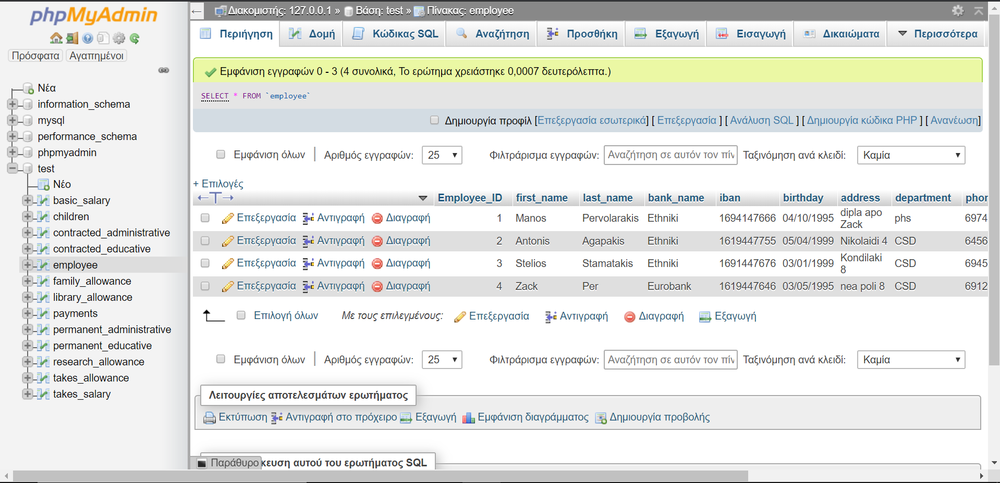 phpMyAdmin
Πρόσφατα Αγαπημένοι
Νέα
information_schema
mysql
performance_schema
phpmyadmin
test
Νέο
basic_salary
children
contracted_administrative
contracted_educative
employee
family_allowance
library_allowance
payments
permanent_administrative
permanent_educative
research_allowance
takes_allowance
takes_salary
← Διακομιστής: 127.0.0.1 » Βάση: test » Πίνακας: employee
Περιήγηση Δομή Κώδικας SQL Αναζήτηση Προσθήκη Εξαγωγή Εισαγωγή Δικαιώματα Περισσότερα
Εμφάνιση εγγραφών 0 - 3 (4 συνολικά, Το ερώτημα χρειάστηκε 0,0007 δευτερόλεπτα.)
SELECT * FROM `employee`
Δημιουργία προφίλ [Επεξεργασία εσωτερικά] [ Επεξεργασία ] [ Ανάλυση SQL ] [ Δημιουργία κώδικα PHP ] [ Ανανέωση]
Εμφάνιση όλων | Αριθμός εγγραφών: 25 Φιλτράρισμα εγγραφών: Αναζήτηση σε αυτόν τον πίν Ταξινόμηση ανά κλειδί: Καμία
+ Επιλογές
←T→ Employee_ID first_name last_name bank_name iban birthday address department phon
Επεξεργασία Αντιγραφή Διαγραφή 1 Manos Pervolarakis Ethniki 1694147666 04/10/1995 dipla apo Zack phs 6974
Επεξεργασία Αντιγραφή Διαγραφή 2 Antonis Agapakis Ethniki 1619447755 05/04/1999 Nikolaidi 4 CSD 6456
Επεξεργασία Αντιγραφή Διαγραφή 3 Stelios Stamatakis Ethniki 1691447676 03/01/1999 Kondilaki 8 CSD 6945
Επεξεργασία Αντιγραφή Διαγραφή 4 Zack Per Eurobank 1619447646 03/05/1995 nea poli 8 CSD 6912
Επιλογή όλων Με τους επιλεγμένους: Επεξεργασία Αντιγραφή Διαγραφή Εξαγωγή
Εμφάνιση όλων | Αριθμός εγγραφών: 25 Φιλτράρισμα εγγραφών: Αναζήτηση σε αυτόν τον πίν Ταξινόμηση ανά κλειδί: Καμία
Λειτουργίες αποτελεσμάτων ερωτήματος
Εκτύπωση Αντιγραφή στο πρόχειρο Εξαγωγή Εμφάνιση διαγράμματος Δημιουργία προβολής
Παράθυρο κευση αυτού του ερωτήματος SQL